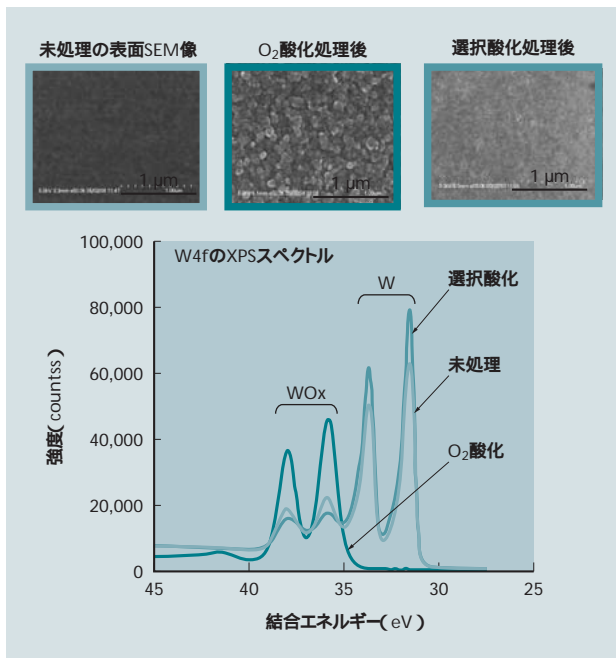 未処理の表面SEM像
O₂酸化処理後
選択酸化処理後
1 μm
1 μm
1 μm
W4fのXPSスペクトル
100,000
80,000
60,000
40,000
20,000
0
強度(countss)
W
WOx
選択酸化
未処理
O₂酸化
45
40
35
30
25
結合エネルギー(eV)